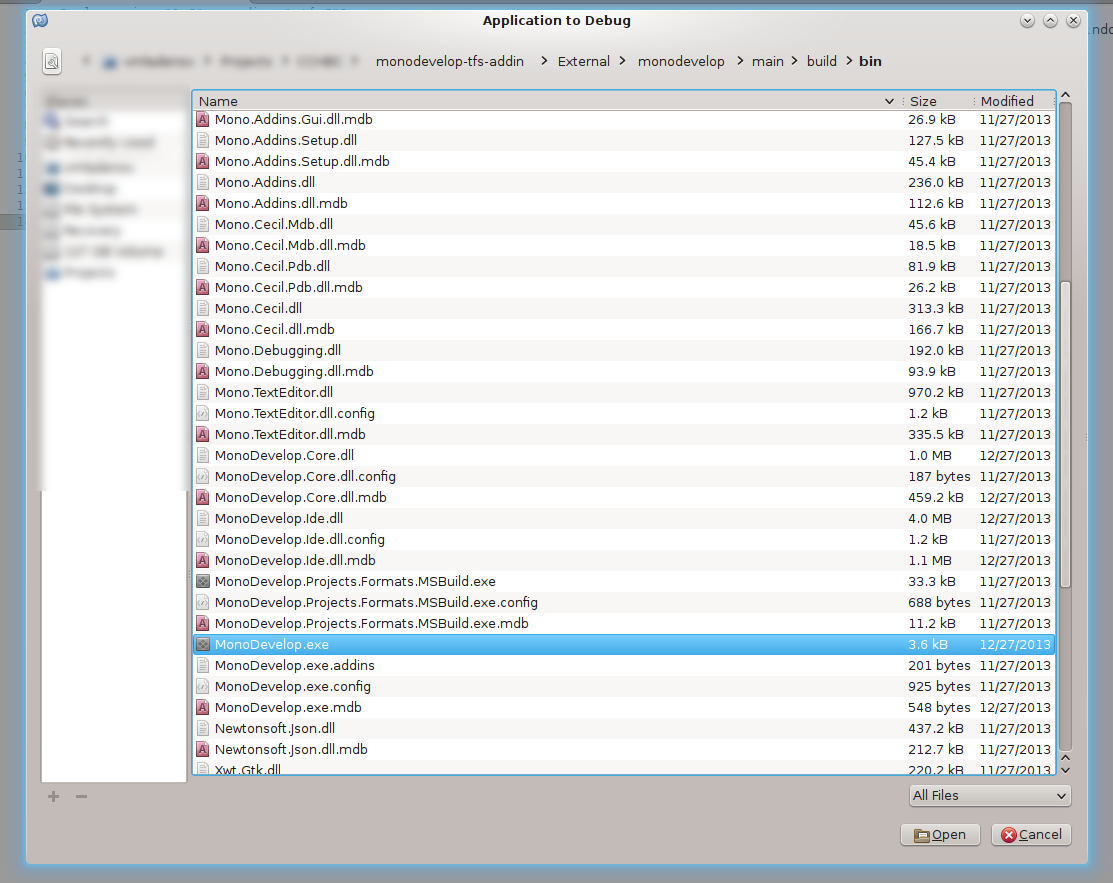 Application to Debug
monodevelop-tfs-addin > External > monodevelop > main > build > bin
Name Size Modified
Mono.Addins.Gui.dll.mdb 26.9 kB 11/27/2013
Mono.Addins.Setup.dll 127.5 kB 11/27/2013
Mono.Addins.Setup.dll.mdb 45.4 kB 11/27/2013
Mono.Addins.dll 236.0 kB 11/27/2013
Mono.Addins.dll.mdb 112.6 kB 11/27/2013
Mono.Cecil.Mdb.dll 45.6 kB 11/27/2013
Mono.Cecil.Mdb.dll.mdb 18.5 kB 11/27/2013
Mono.Cecil.Pdb.dll 81.9 kB 11/27/2013
Mono.Cecil.Pdb.dll.mdb 26.2 kB 11/27/2013
Mono.Cecil.dll 313.3 kB 11/27/2013
Mono.Cecil.dll.mdb 166.7 kB 11/27/2013
Mono.Debugging.dll 192.0 kB 11/27/2013
Mono.Debugging.dll.mdb 93.9 kB 11/27/2013
Mono.TextEditor.dll 970.2 kB 11/27/2013
Mono.TextEditor.dll.config 1.2 kB 11/27/2013
Mono.TextEditor.dll.mdb 335.5 kB 11/27/2013
MonoDevelop.Core.dll 1.0 MB 12/27/2013
MonoDevelop.Core.dll.config 187 bytes 11/27/2013
MonoDevelop.Core.dll.mdb 459.2 kB 12/27/2013
MonoDevelop.Ide.dll 4.0 MB 12/27/2013
MonoDevelop.Ide.dll.config 1.2 kB 11/27/2013
MonoDevelop.Ide.dll.mdb 1.1 MB 12/27/2013
MonoDevelop.Projects.Formats.MSBuild.exe 33.3 kB 11/27/2013
MonoDevelop.Projects.Formats.MSBuild.exe.config 688 bytes 11/27/2013
MonoDevelop.Projects.Formats.MSBuild.exe.mdb 11.2 kB 11/27/2013
MonoDevelop.exe 3.6 kB 12/27/2013
MonoDevelop.exe.addins 201 bytes 11/27/2013
MonoDevelop.exe.config 925 bytes 11/27/2013
MonoDevelop.exe.mdb 548 bytes 12/27/2013
Newtonsoft.Json.dll 437.2 kB 11/27/2013
Newtonsoft.Json.dll.mdb 212.7 kB 11/27/2013
Xwt.Gtk.dll 220.2 kB 11/27/2013
All Files
Open Cancel